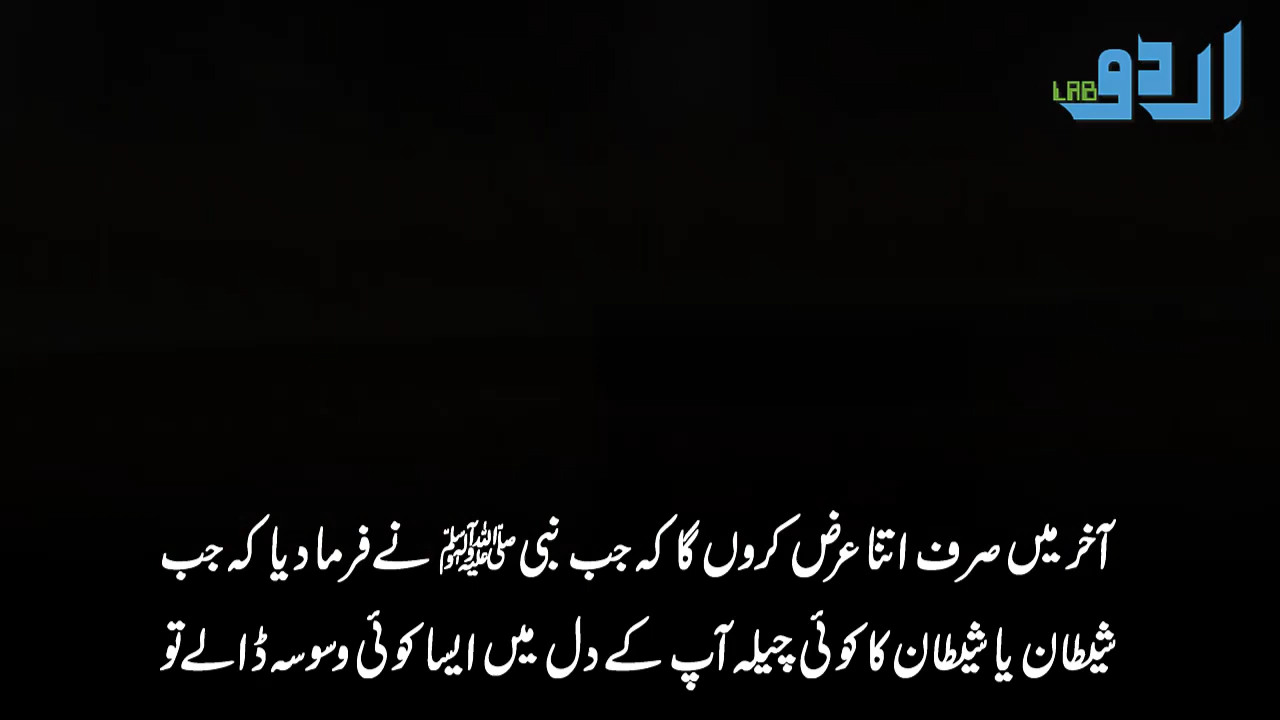 اردو
LAB
آخر میں صرف اتنا عرض کروں گا کہ جب نبی ﷺ نے فرما دیا کہ جب
شیطان یا شیطان کا کوئی چیلہ آپ کے دل میں ایسا کوئی وسوسہ ڈالے تو